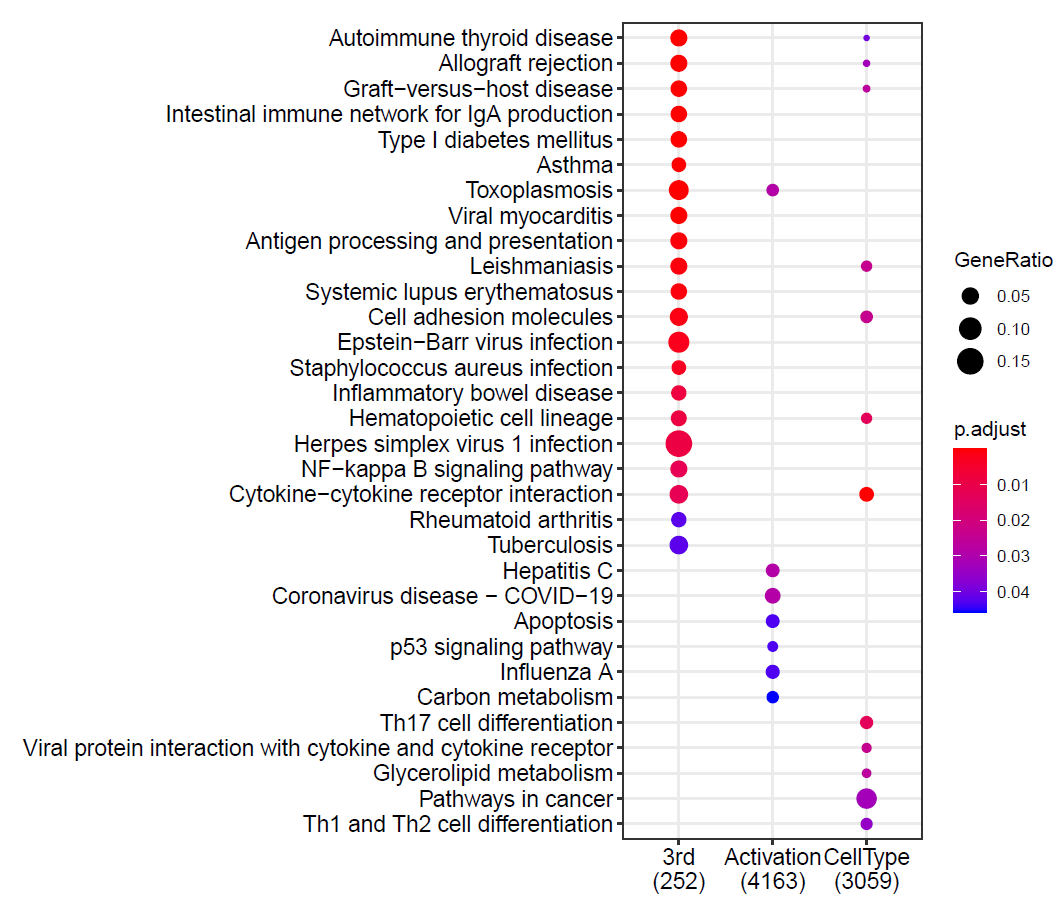 Autoimmune thyroid disease
Allograft rejection
Graft−versus−host disease
Intestinal immune network for IgA production
Type I diabetes mellitus
Asthma
Toxoplasmosis
Viral myocarditis
Antigen processing and presentation
Leishmaniasis
Systemic lupus erythematosus
Cell adhesion molecules
Epstein−Barr virus infection
Staphylococcus aureus infection
Inflammatory bowel disease
Hematopoietic cell lineage
Herpes simplex virus 1 infection
NF−kappa B signaling pathway
Cytokine−cytokine receptor interaction
Rheumatoid arthritis
Tuberculosis
Hepatitis C
Coronavirus disease − COVID−19
Apoptosis
p53 signaling pathway
Influenza A
Carbon metabolism
Th17 cell differentiation
Viral protein interaction with cytokine and cytokine receptor
Glycerolipid metabolism
Pathways in cancer
Th1 and Th2 cell differentiation
3rd Activation CellType
(252) (4163) (3059)
GeneRatio
0.05
0.10
0.15
p.adjust
0.01
0.02
0.03
0.04